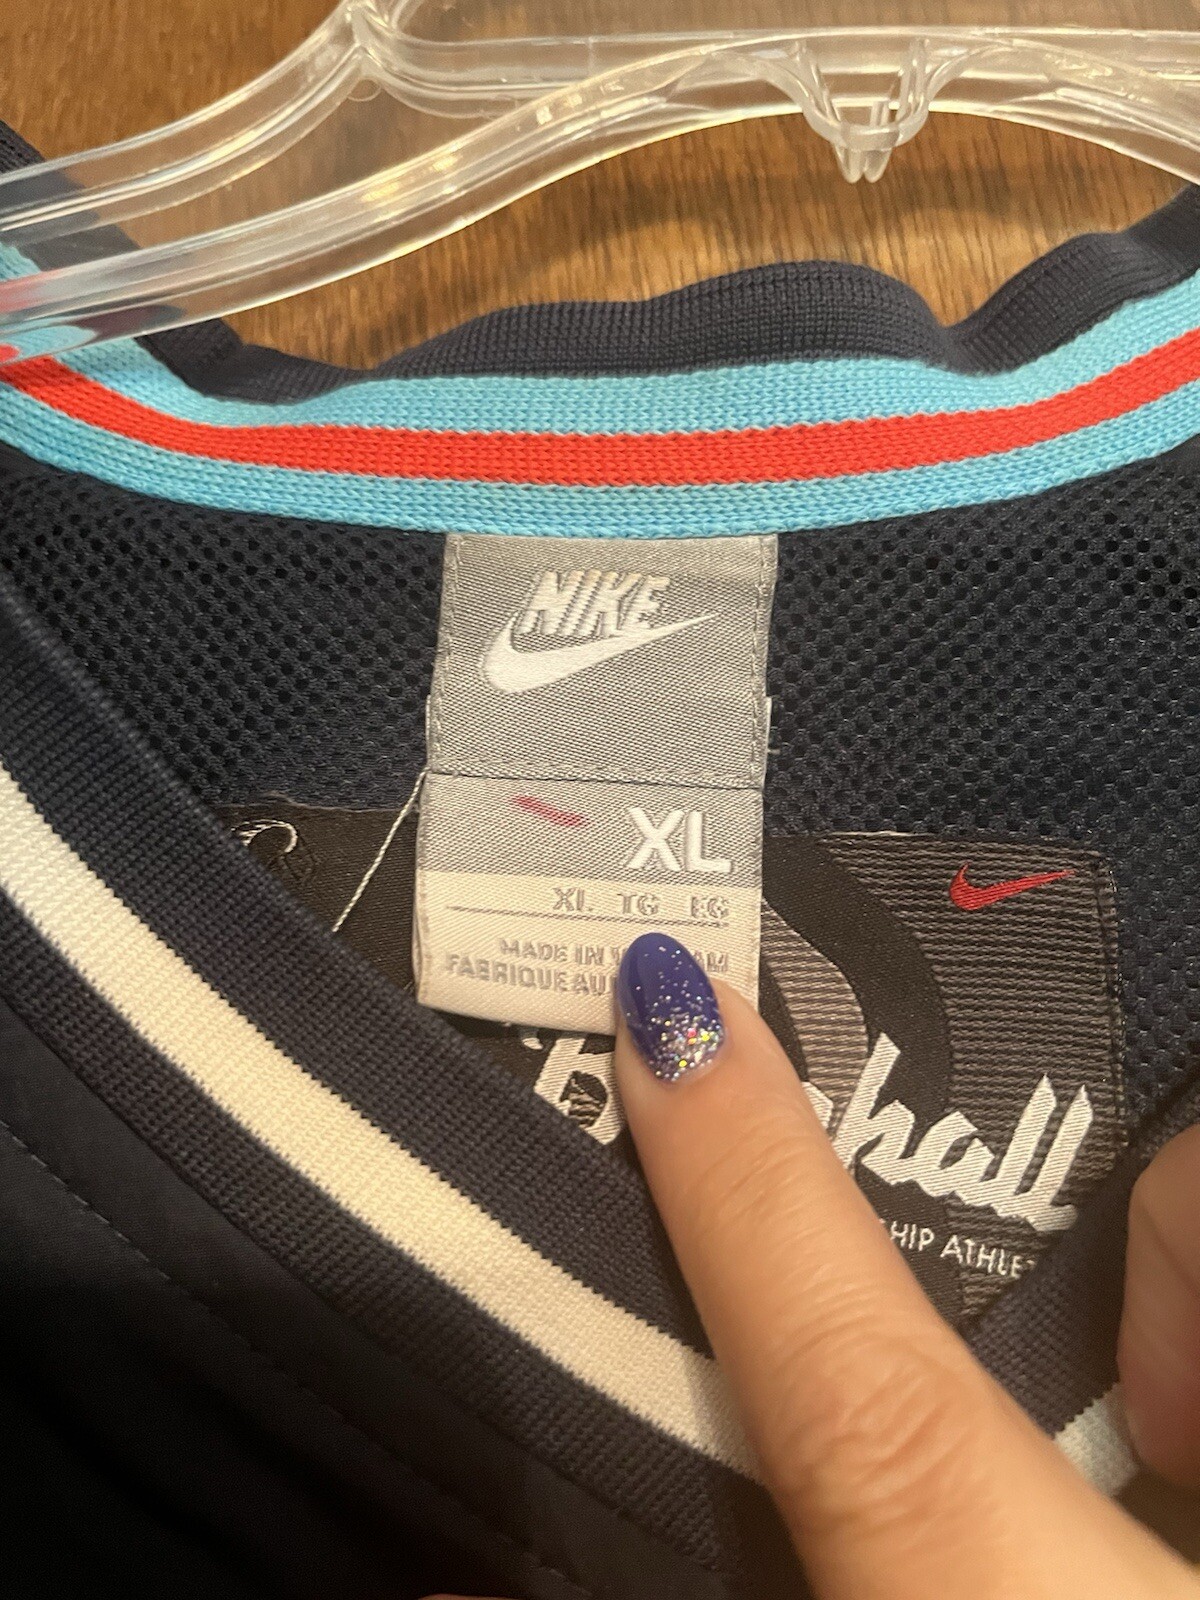 NIKE
XL
XL TG EG
MADE IN
FABRIQUE AU
HIP ATHLE